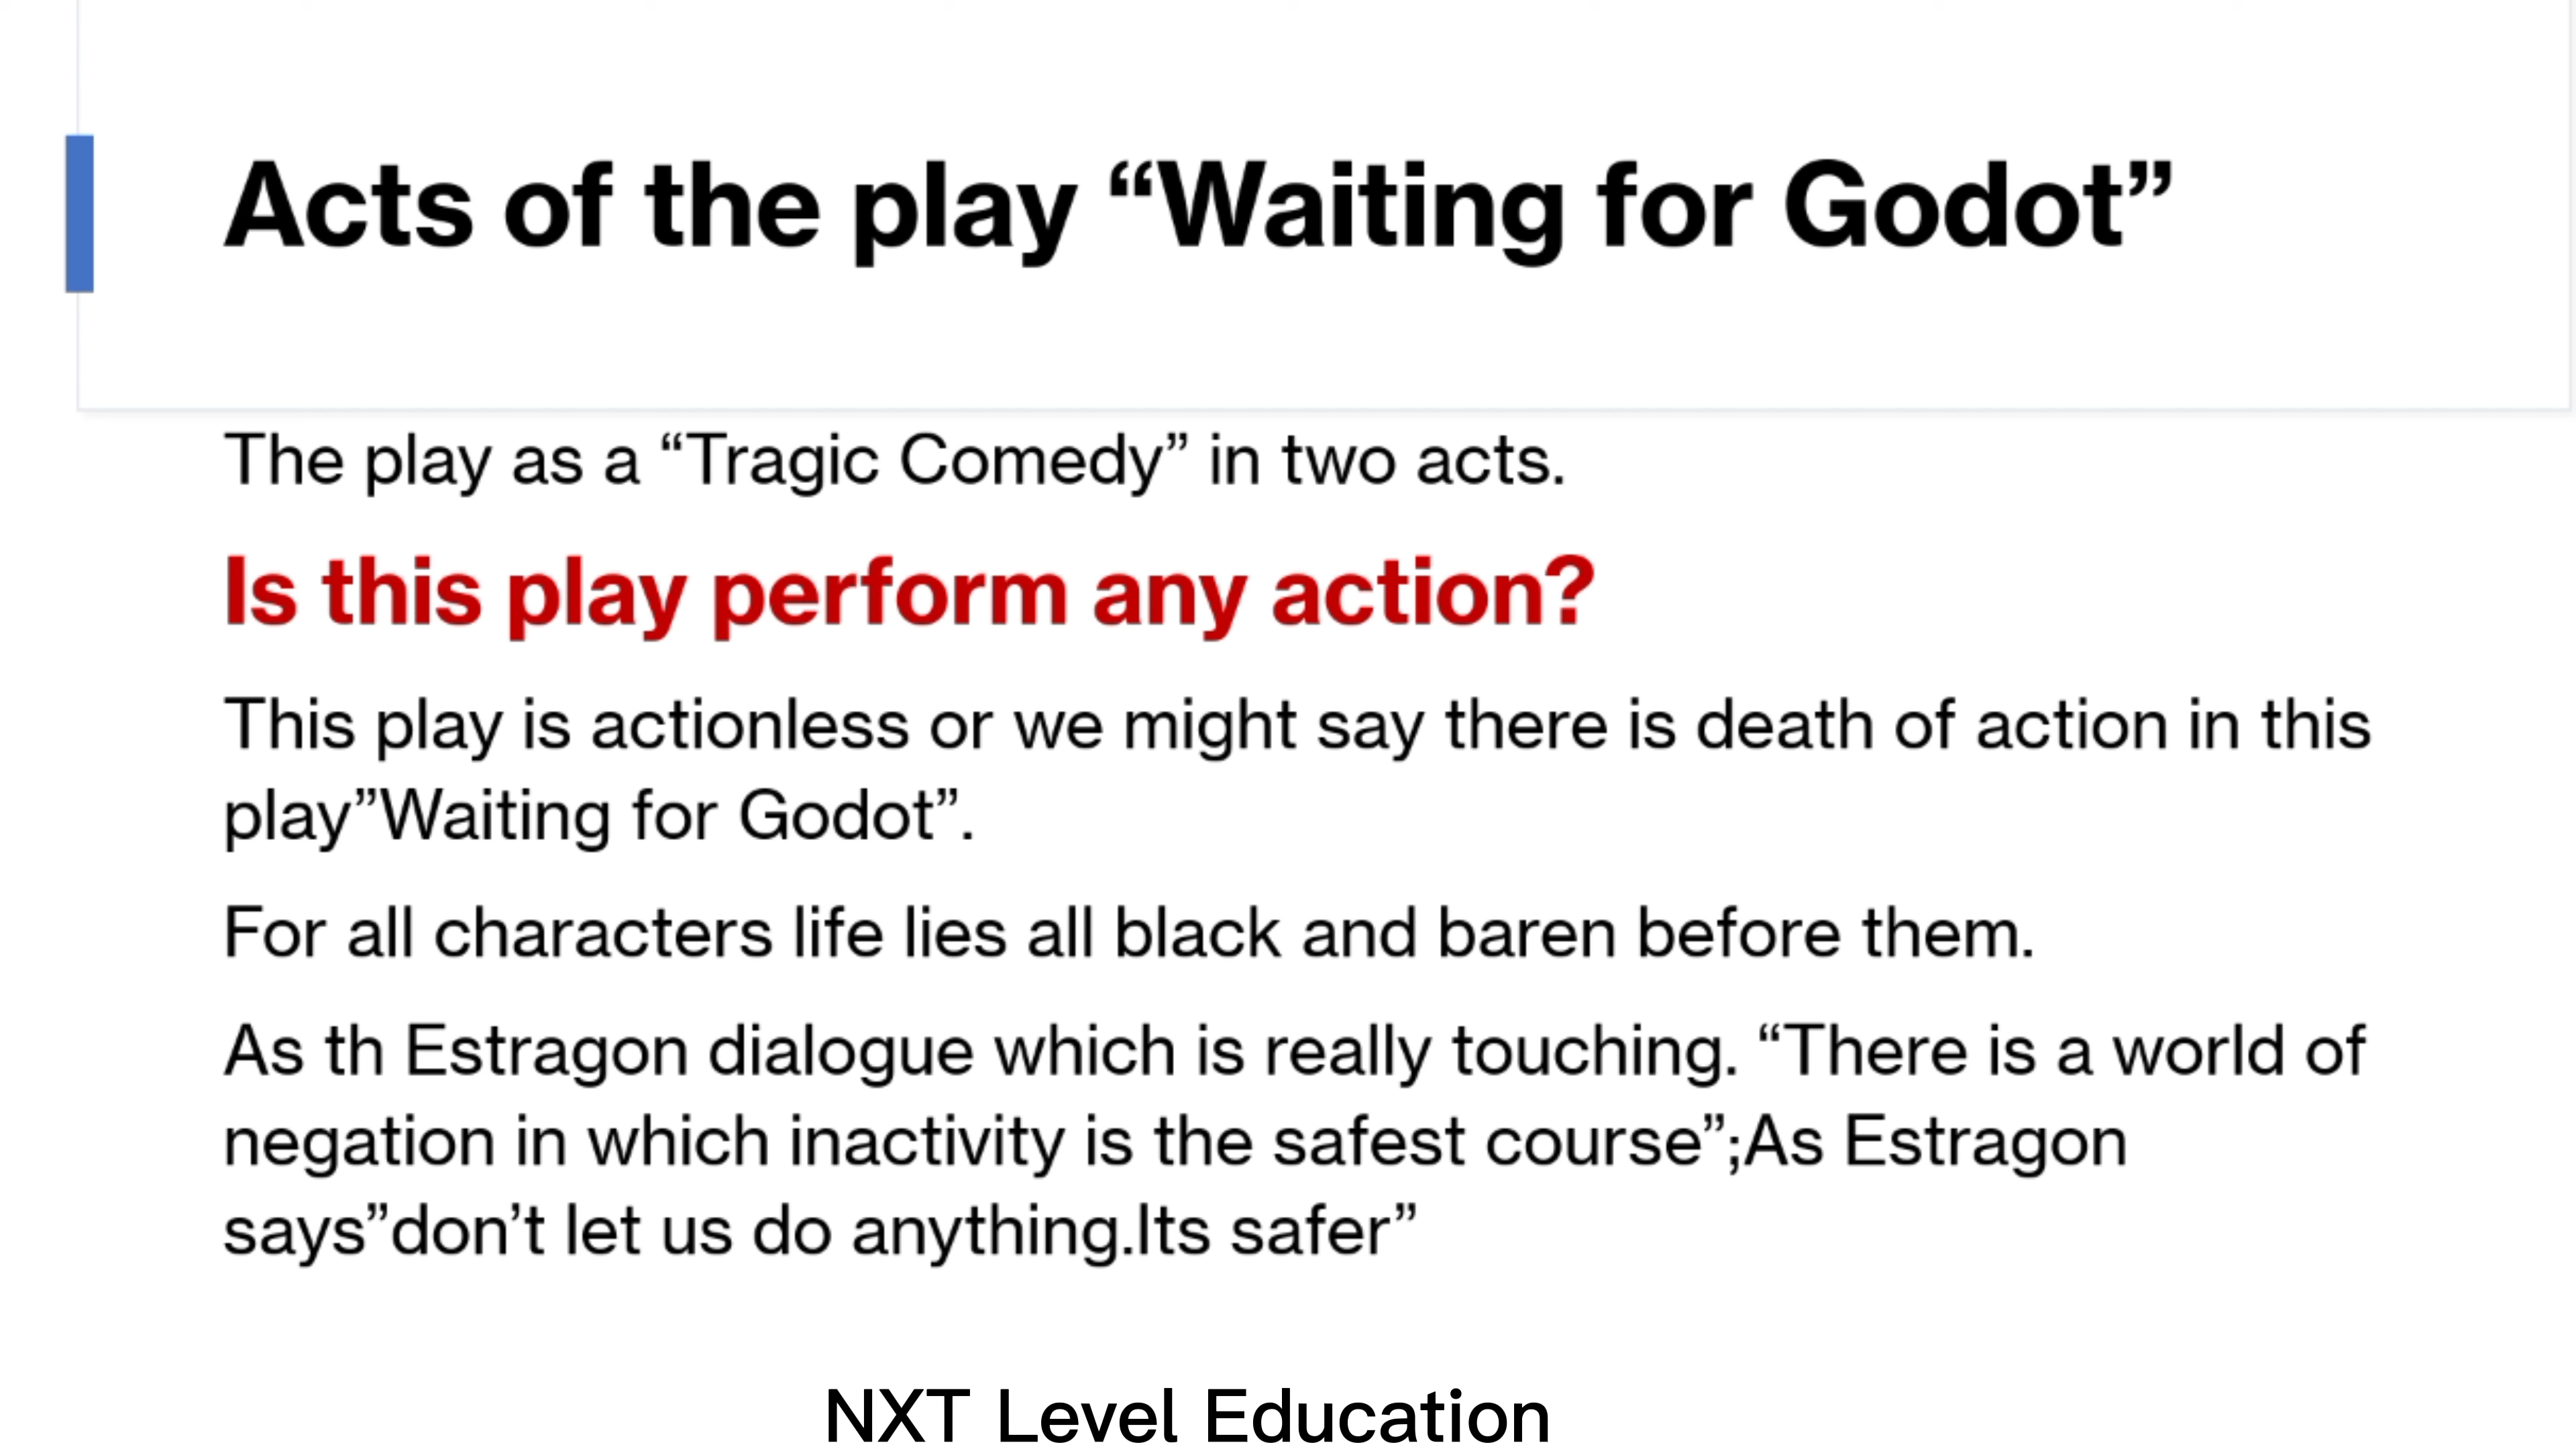 Acts of the play “Waiting for Godot”
The play as a “Tragic Comedy” in two acts.
Is this play perform any action?
This play is actionless or we might say there is death of action in this
play”Waiting for Godot”.
For all characters life lies all black and baren before them.
As th Estragon dialogue which is really touching. “There is a world of
negation in which inactivity is the safest course”;As Estragon
says”don’t let us do anything.Its safer”
NXT Level Education